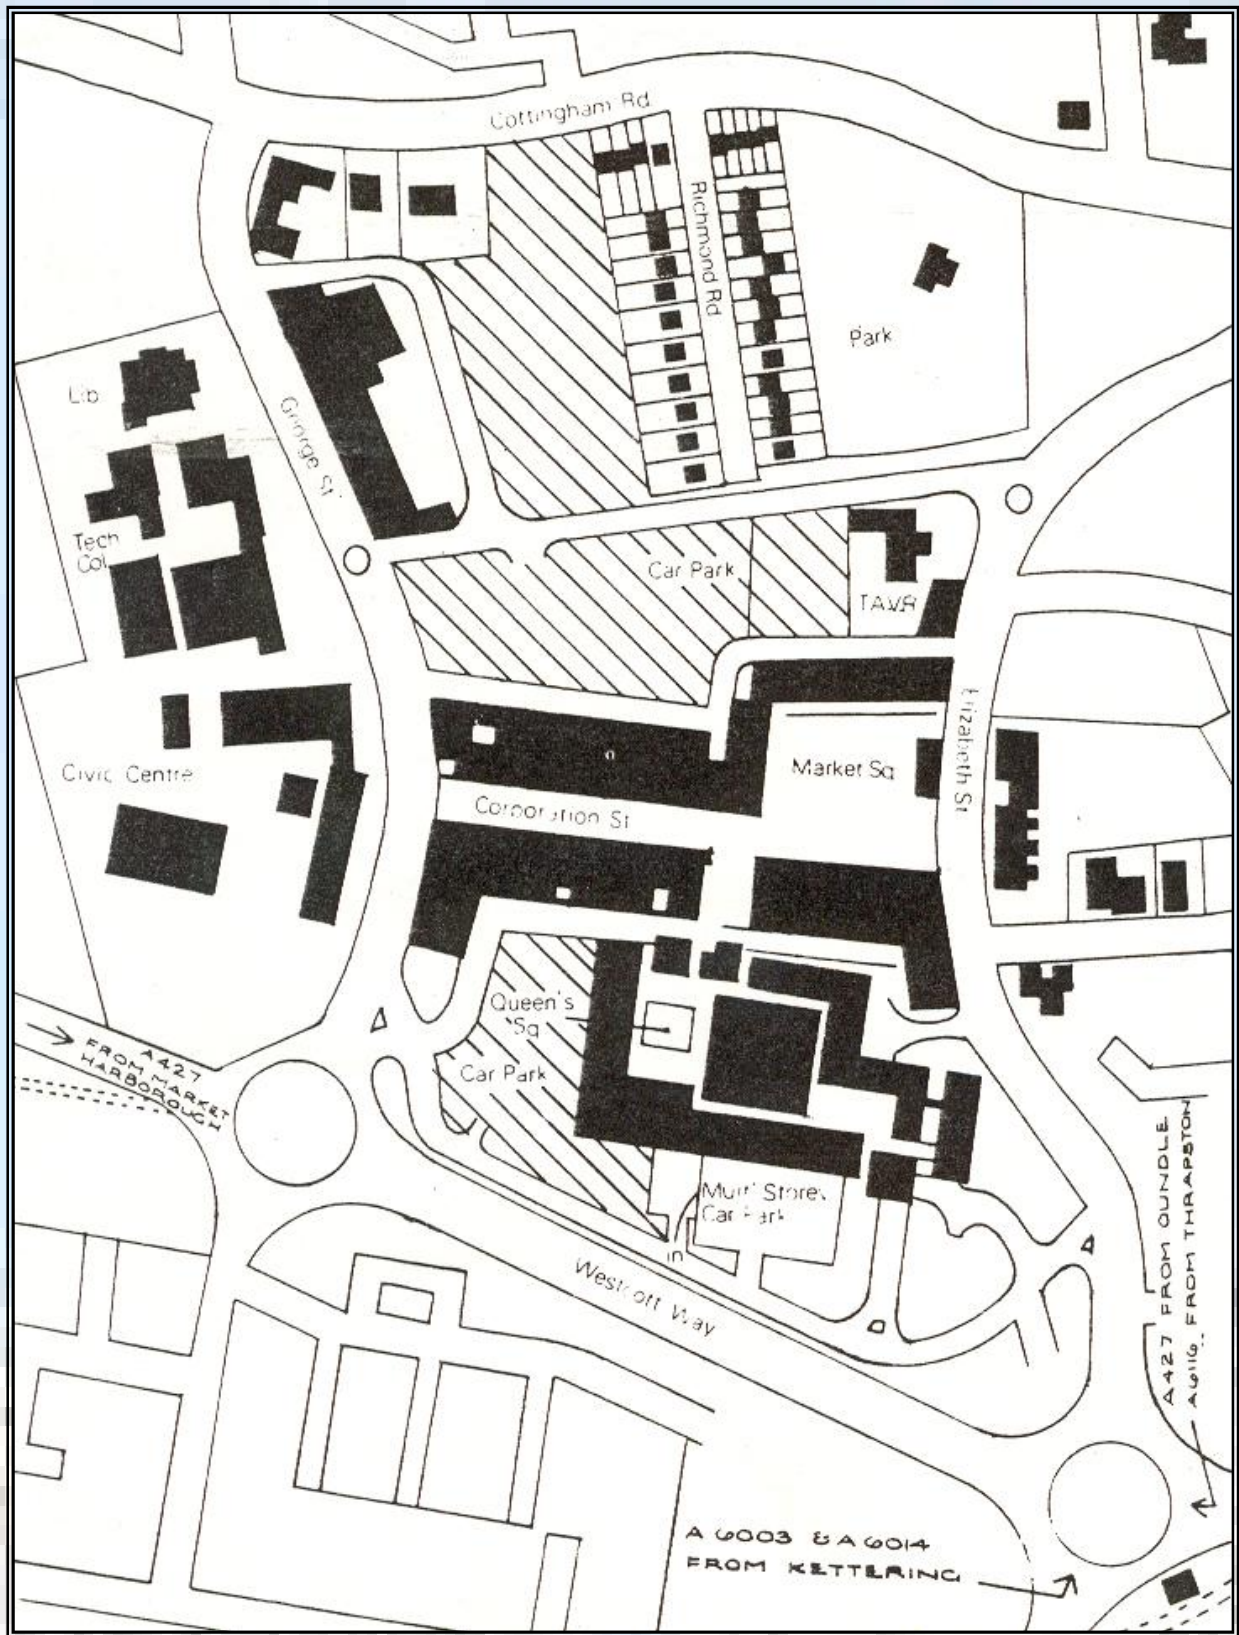 Cottingham Rd
Richmond Rd
Park
Lib
George St
Tech
Col
Car Park
TAVR
Elizabeth St
Civic Centre
Market Sq
Corporation St
Queen's
Sq
Car Park
A427
FROM MARKET
HARBOROUGH
Multi Storey
Car Park
in
Westcott Way
A427 FROM OUNDLE
A6116 FROM THRAPSTON
A6003 & A6014
FROM KETTERING